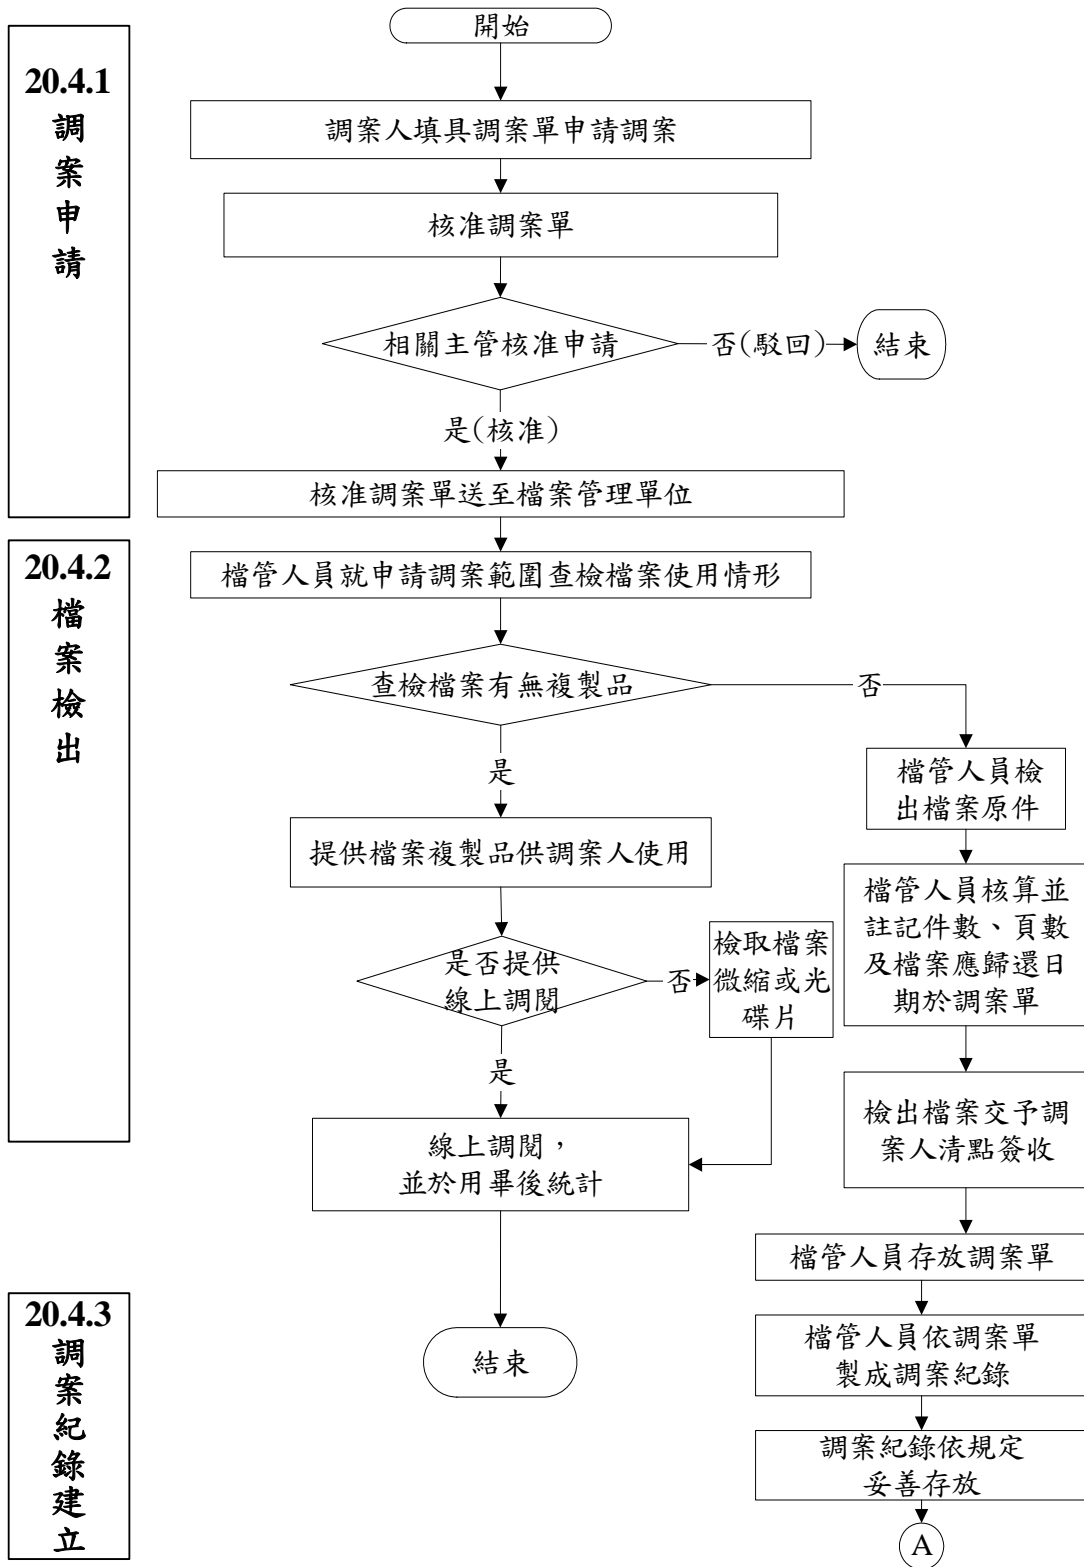 開始
20.4.1
調
案
申
請
調案人填具調案單申請調案
核准調案單
相關主管核准申請
否(駁回)
結束
是(核准)
核准調案單送至檔案管理單位
20.4.2
檔
案
檢
出
檔管人員就申請調案範圍查檢檔案使用情形
查檢檔案有無複製品
否
是
檔管人員檢
出檔案原件
提供檔案複製品供調案人使用
檔管人員核算並
註記件數、頁數
及檔案應歸還日
期於調案單
是否提供
線上調閱
否
檢取檔案
微縮或光
碟片
是
檢出檔案交予調
案人清點簽收
線上調閱，
並於用畢後統計
檔管人員存放調案單
20.4.3
調
案
紀
錄
建
立
結束
檔管人員依調案單
製成調案紀錄
調案紀錄依規定
妥善存放
A